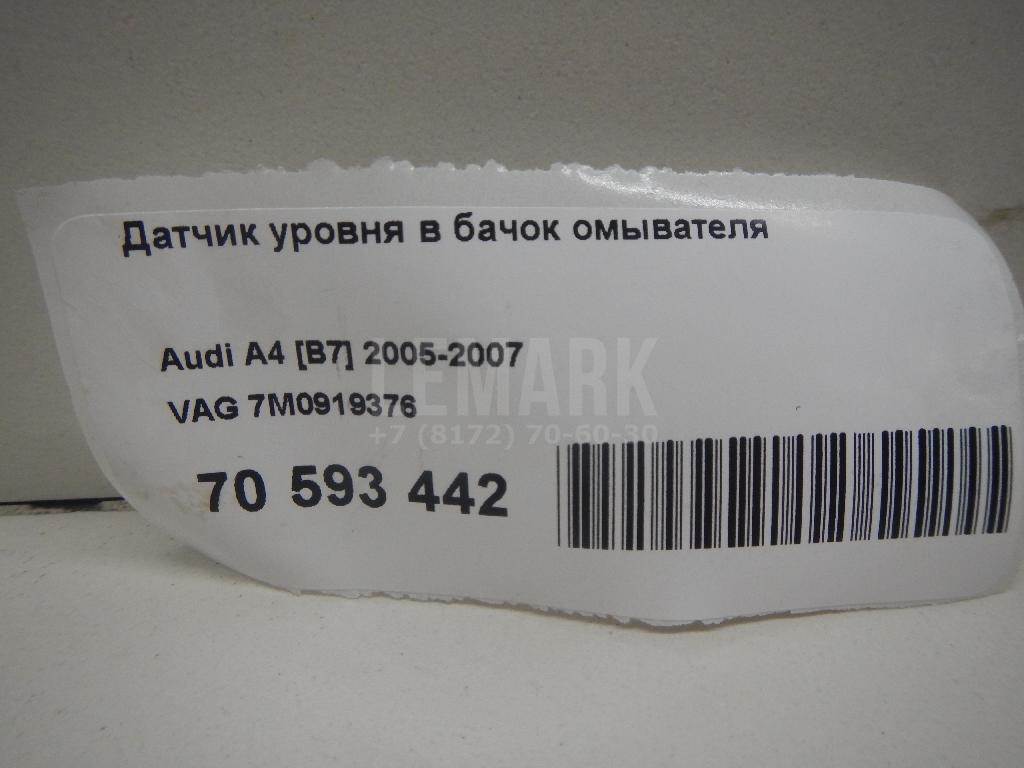 Датчик уровня в бачок омывателя
Audi A4 [B7] 2005-2007
VAG 7M0919376
LEMARK
+7 (8172) 70-60-30
70 593 442